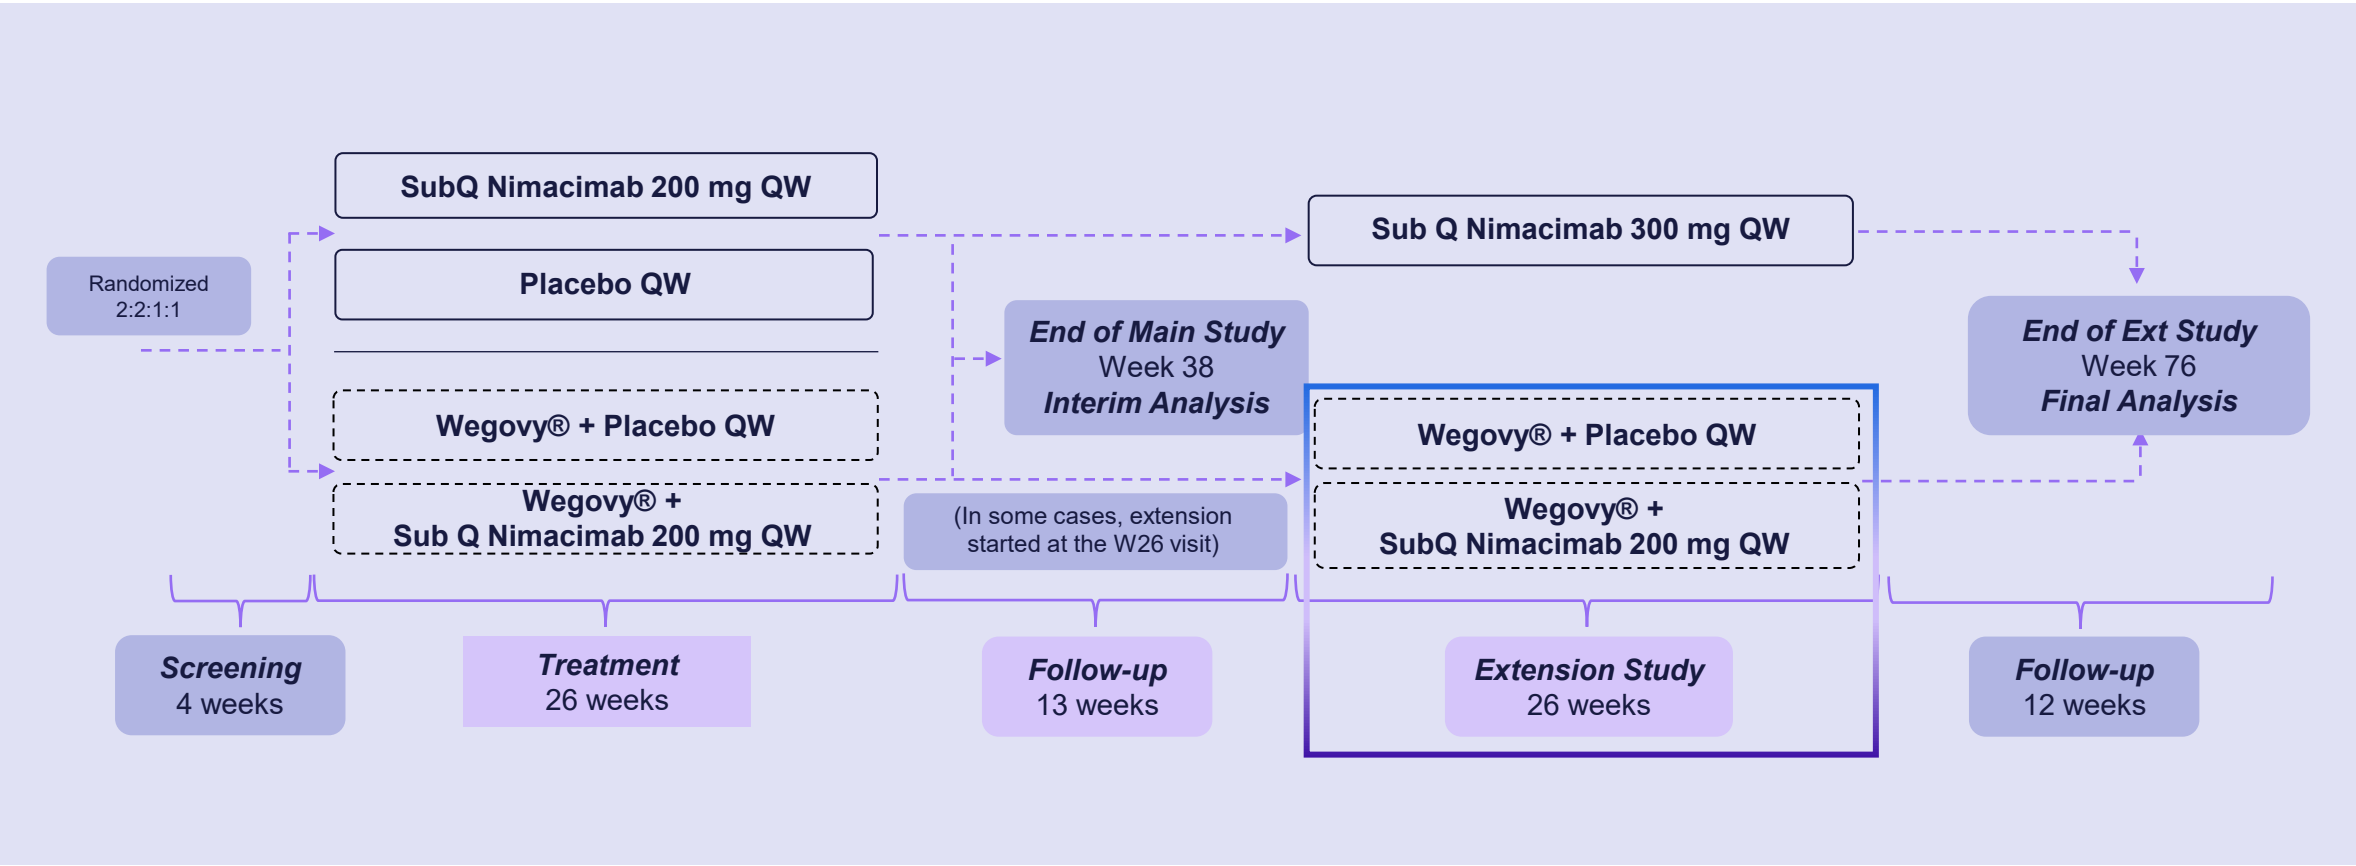 Randomized
2:2:1:1
SubQ Nimacimab 200 mg QW
Placebo QW
Wegovy® + Placebo QW
Wegovy® +
Sub Q Nimacimab 200 mg QW
End of Main Study
Week 38
Interim Analysis
(In some cases, extension
started at the W26 visit)
Sub Q Nimacimab 300 mg QW
Wegovy® + Placebo QW
Wegovy® +
SubQ Nimacimab 200 mg QW
End of Ext Study
Week 76
Final Analysis
Screening
4 weeks
Treatment
26 weeks
Follow-up
13 weeks
Extension Study
26 weeks
Follow-up
12 weeks